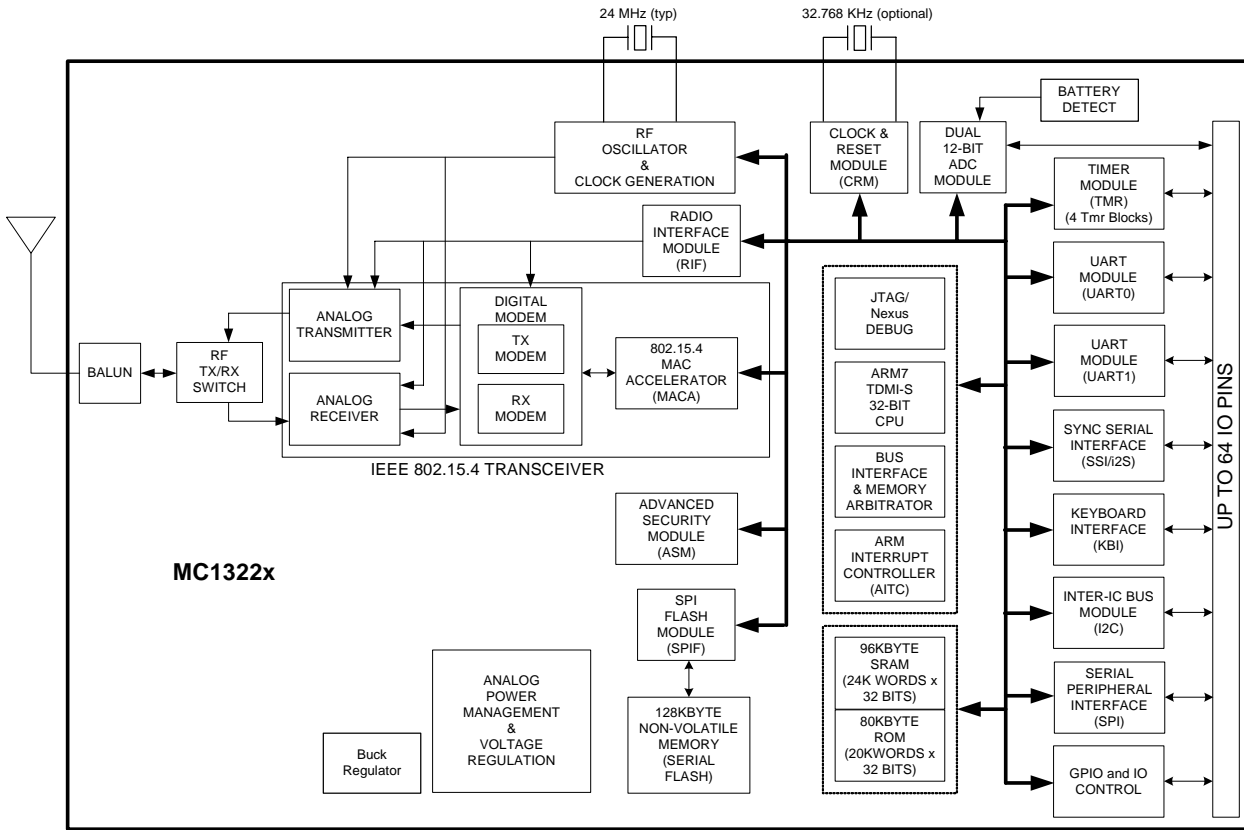 24 MHz (typ)
32.768 KHz (optional)
BATTERY
DETECT
RF
OSCILLATOR
&
CLOCK GENERATION
CLOCK &
RESET
MODULE
(CRM)
DUAL
12-BIT
ADC
MODULE
TIMER
MODULE
(TMR)
(4 Tmr Blocks)
RADIO
INTERFACE
MODULE
(RIF)
UART
MODULE
(UART0)
JTAG/
Nexus
DEBUG
ANALOG
TRANSMITTER
DIGITAL
MODEM
TX
MODEM
RX
MODEM
802.15.4
MAC
ACCELERATOR
(MACA)
BALUN
RF
TX/RX
SWITCH
ANALOG
RECEIVER
IEEE 802.15.4 TRANSCEIVER
ARM7
TDMI-S
32-BIT
CPU
UART
MODULE
(UART1)
BUS
INTERFACE
& MEMORY
ARBITRATOR
SYNC SERIAL
INTERFACE
(SSI/i2S)
UP TO 64 IO PINS
ADVANCED
SECURITY
MODULE
(ASM)
ARM
INTERRUPT
CONTROLLER
(AITC)
KEYBOARD
INTERFACE
(KBI)
MC1322x
SPI
FLASH
MODULE
(SPIF)
INTER-IC BUS
MODULE
(I2C)
96KBYTE
SRAM
(24K WORDS x
32 BITS)
SERIAL
PERIPHERAL
INTERFACE
(SPI)
ANALOG
POWER
MANAGEMENT
&
VOLTAGE
REGULATION
128KBYTE
NON-VOLATILE
MEMORY
(SERIAL
FLASH)
80KBYTE
ROM
(20KWORDS x
32 BITS)
Buck
Regulator
GPIO and IO
CONTROL